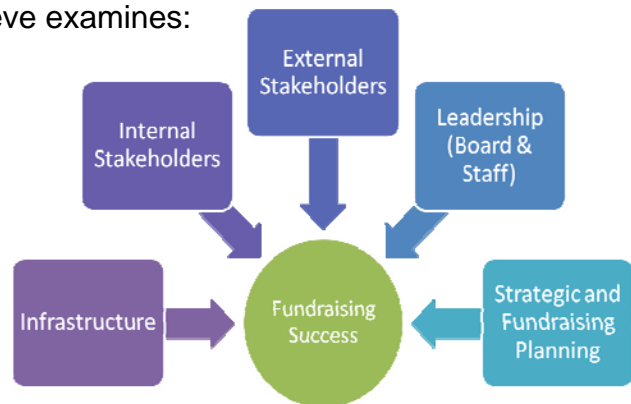 eve examines:
External
Stakeholders
Internal
Stakeholders
Leadership
(Board &
Staff)
Infrastructure
Fundraising
Success
Strategic and
Fundraising
Planning